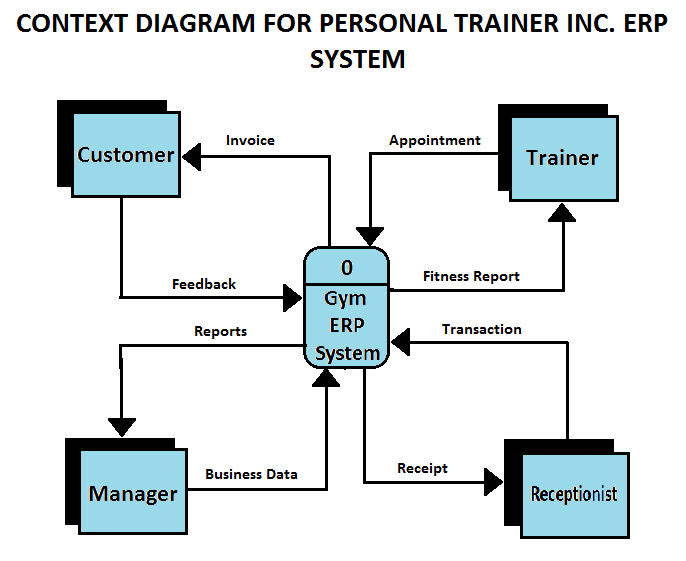 CONTEXT DIAGRAM FOR PERSONAL TRAINER INC. ERP
SYSTEM
Customer
Invoice
Appointment
Trainer
0
Gym
ERP
System
Feedback
Fitness Report
Reports
Transaction
Manager
Business Data
Receipt
Receptionist